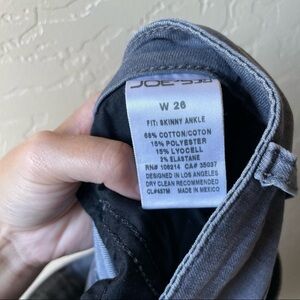 JOE'S
W 26
FIT: SKINNY ANKLE
68% COTTON/COTON
15% POLYESTER
15% LYOCELL
2% ELASTANE
RN# 106214 CA# 35037
DESIGNED IN LOS ANGELES
DRY CLEAN RECOMMENDED
MADE IN MEXICO